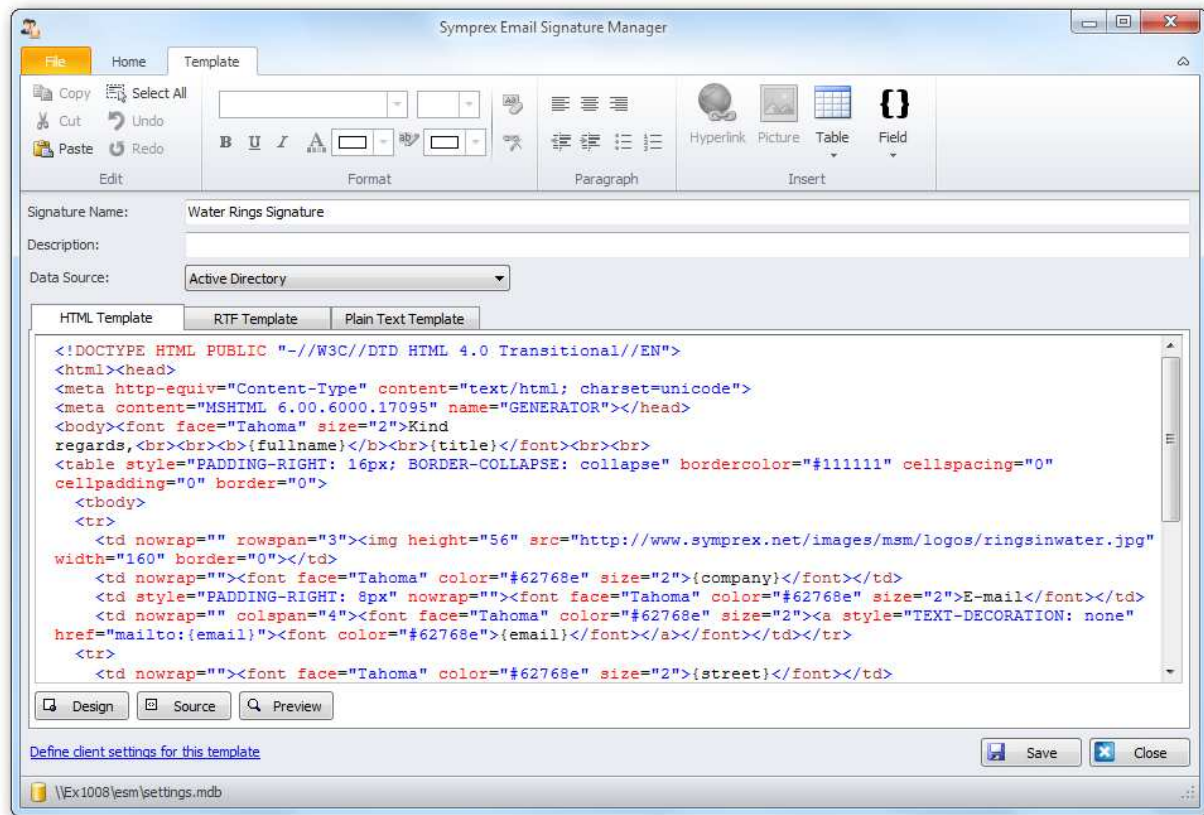 Symprex Email Signature Manager
File Home Template
Copy Select All
Cut Undo
Paste Redo
Edit
B U I A ab
Format
Paragraph
Hyperlink Picture Table Field
Insert
Signature Name: Water Rings Signature
Description:
Data Source: Active Directory
HTML Template RTF Template Plain Text Template
<!DOCTYPE HTML PUBLIC "-//W3C//DTD HTML 4.0 Transitional//EN">
<html><head>
<meta http-equiv="Content-Type" content="text/html; charset=unicode">
<meta content="MSHTML 6.00.6000.17095" name="GENERATOR"></head>
<body><font face="Tahoma" size="2">Kind
regards,<br><br><b>{fullname}</b><br>{title}</font><br><br>
<table style="PADDING-RIGHT: 16px; BORDER-COLLAPSE: collapse" bordercolor="#111111" cellspacing="0"
cellpadding="0" border="0">
<tbody>
<tr>
<td nowrap="" rowspan="3"><img height="56" src="http://www.symprex.net/images/msm/logos/ringsinwater.jpg"
width="160" border="0"></td>
<td nowrap=""><font face="Tahoma" color="#62768e" size="2">{company}</font></td>
<td style="PADDING-RIGHT: 8px" nowrap=""><font face="Tahoma" color="#62768e" size="2">E-mail</font></td>
<td nowrap="" colspan="4"><font face="Tahoma" color="#62768e" size="2"><a style="TEXT-DECORATION: none"
href="mailto:{email}"><font color="#62768e">{email}</font></a></font></td></tr>
<tr>
<td nowrap=""><font face="Tahoma" color="#62768e" size="2">{street}</font></td>
Design Source Preview
Define client settings for this template
Save Close
\\Ex1008\esm\settings.mdb